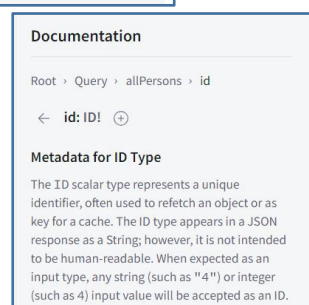 Documentation
Root › Query › allPersons › id
← id: ID! ⊕
Metadata for ID Type
The ID scalar type represents a unique
identifier, often used to refetch an object or as
key for a cache. The ID type appears in a JSON
response as a String; however, it is not intended
to be human-readable. When expected as an
input type, any string (such as "4") or integer
(such as 4) input value will be accepted as an ID.